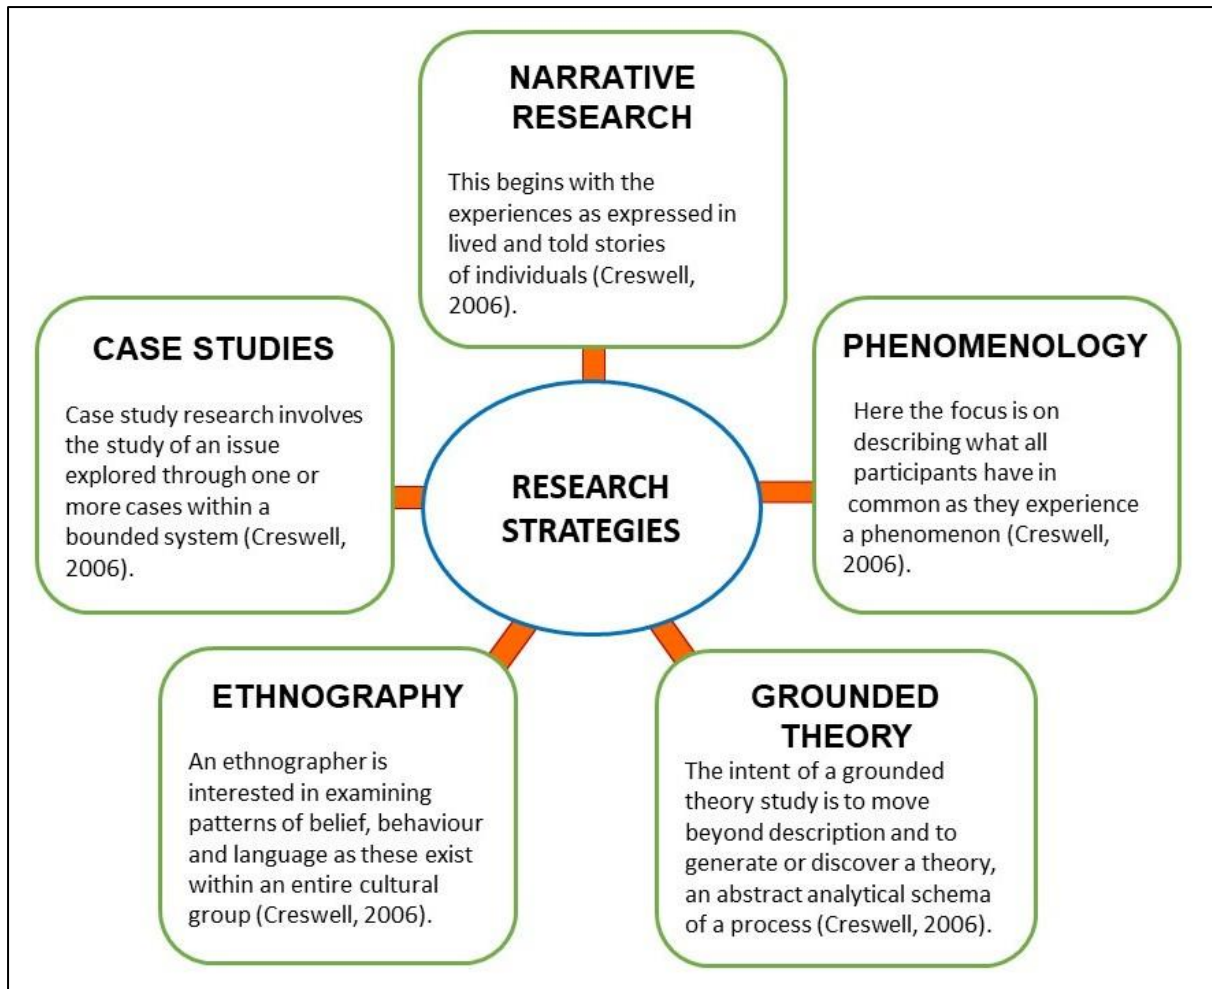 NARRATIVE
RESEARCH
This begins with the
experiences as expressed in
lived and told stories
of individuals (Creswell,
2006).
CASE STUDIES
Case study research involves
the study of an issue
explored through one or
more cases within a
bounded system (Creswell,
2006).
RESEARCH
STRATEGIES
PHENOMENOLOGY
Here the focus is on
describing what all
participants have in
common as they experience
a phenomenon (Creswell,
2006).
ETHNOGRAPHY
An ethnographer is
interested in examining
patterns of belief, behaviour
and language as these exist
within an entire cultural
group (Creswell, 2006).
GROUNDED
THEORY
The intent of a grounded
theory study is to move
beyond description and to
generate or discover a theory,
an abstract analytical schema
of a process (Creswell, 2006).